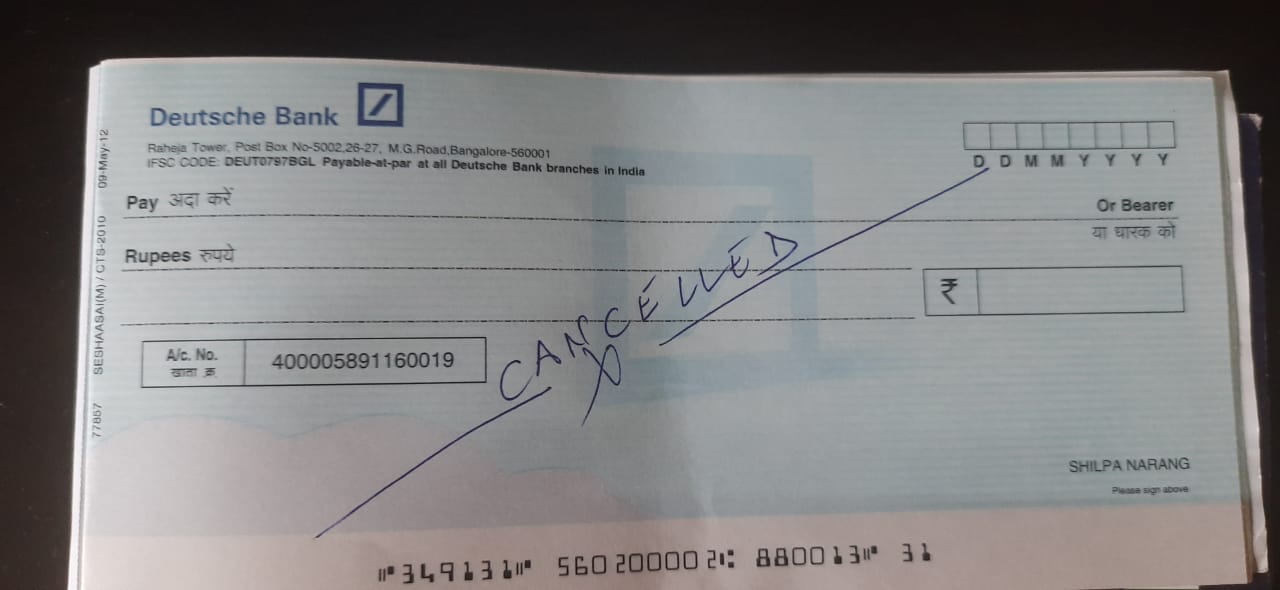 Deutsche Bank
Raheja Tower, Post Box No-5002,26-27, M.G.Road,Bangalore-560001
IFSC CODE: DEUT0797BGL Payable-at-par at all Deutsche Bank branches in India
D D M M Y Y Y Y
Pay अदा करें
Or Bearer
या धारक को
Rupees रुपये
₹
CANCELLED
A/c. No.
खाता क्र.
400005891160019
SHILPA NARANG
Please sign above
77857 SESHAASAI(M) / CTS-2010 09-May-12
⑈349131⑈ 560200002⑆ 880013⑈ 31